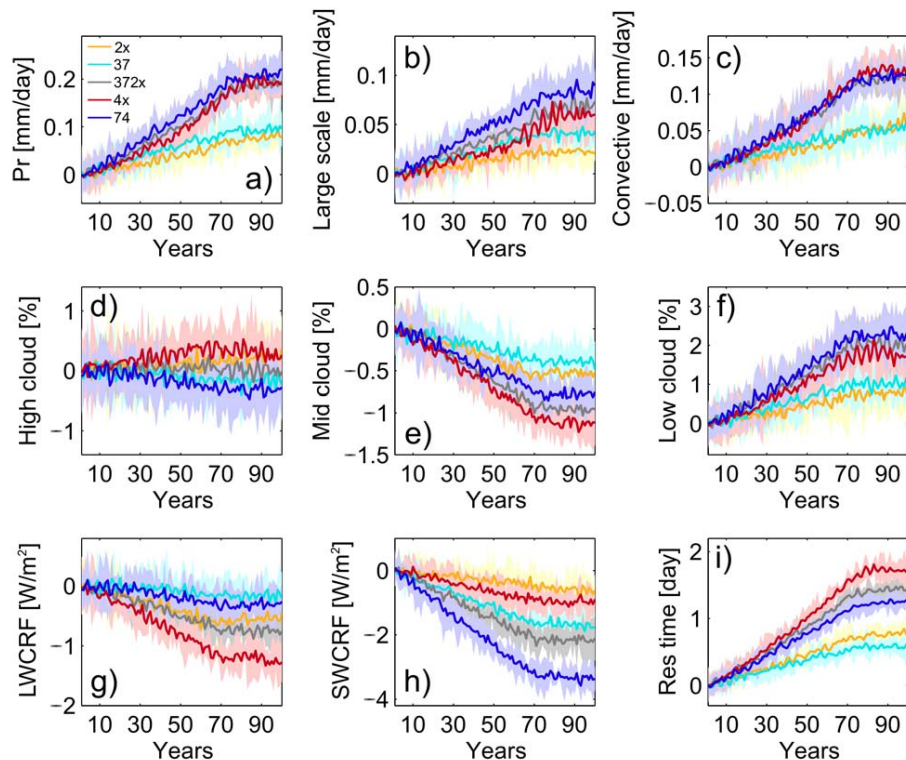 a)
Pr [mm/day]
0.2
0.1
0
2x
37
372x
4x
74
10 30 50 70 90
Years
b)
Large scale [mm/day]
0.1
0.05
0
10 30 50 70 90
Years
c)
Convective [mm/day]
0.15
0.1
0.05
0
−0.05
10 30 50 70 90
Years
d)
High cloud [%]
1
0
−1
10 30 50 70 90
Years
e)
Mid cloud [%]
0.5
0
−0.5
−1
−1.5
10 30 50 70 90
Years
f)
Low cloud [%]
3
2
1
0
10 30 50 70 90
Years
g)
LWCRF [W/m²]
0
−1
−2
10 30 50 70 90
Years
h)
SWCRF [W/m²]
0
−2
−4
10 30 50 70 90
Years
i)
Res time [day]
2
1
0
10 30 50 70 90
Years